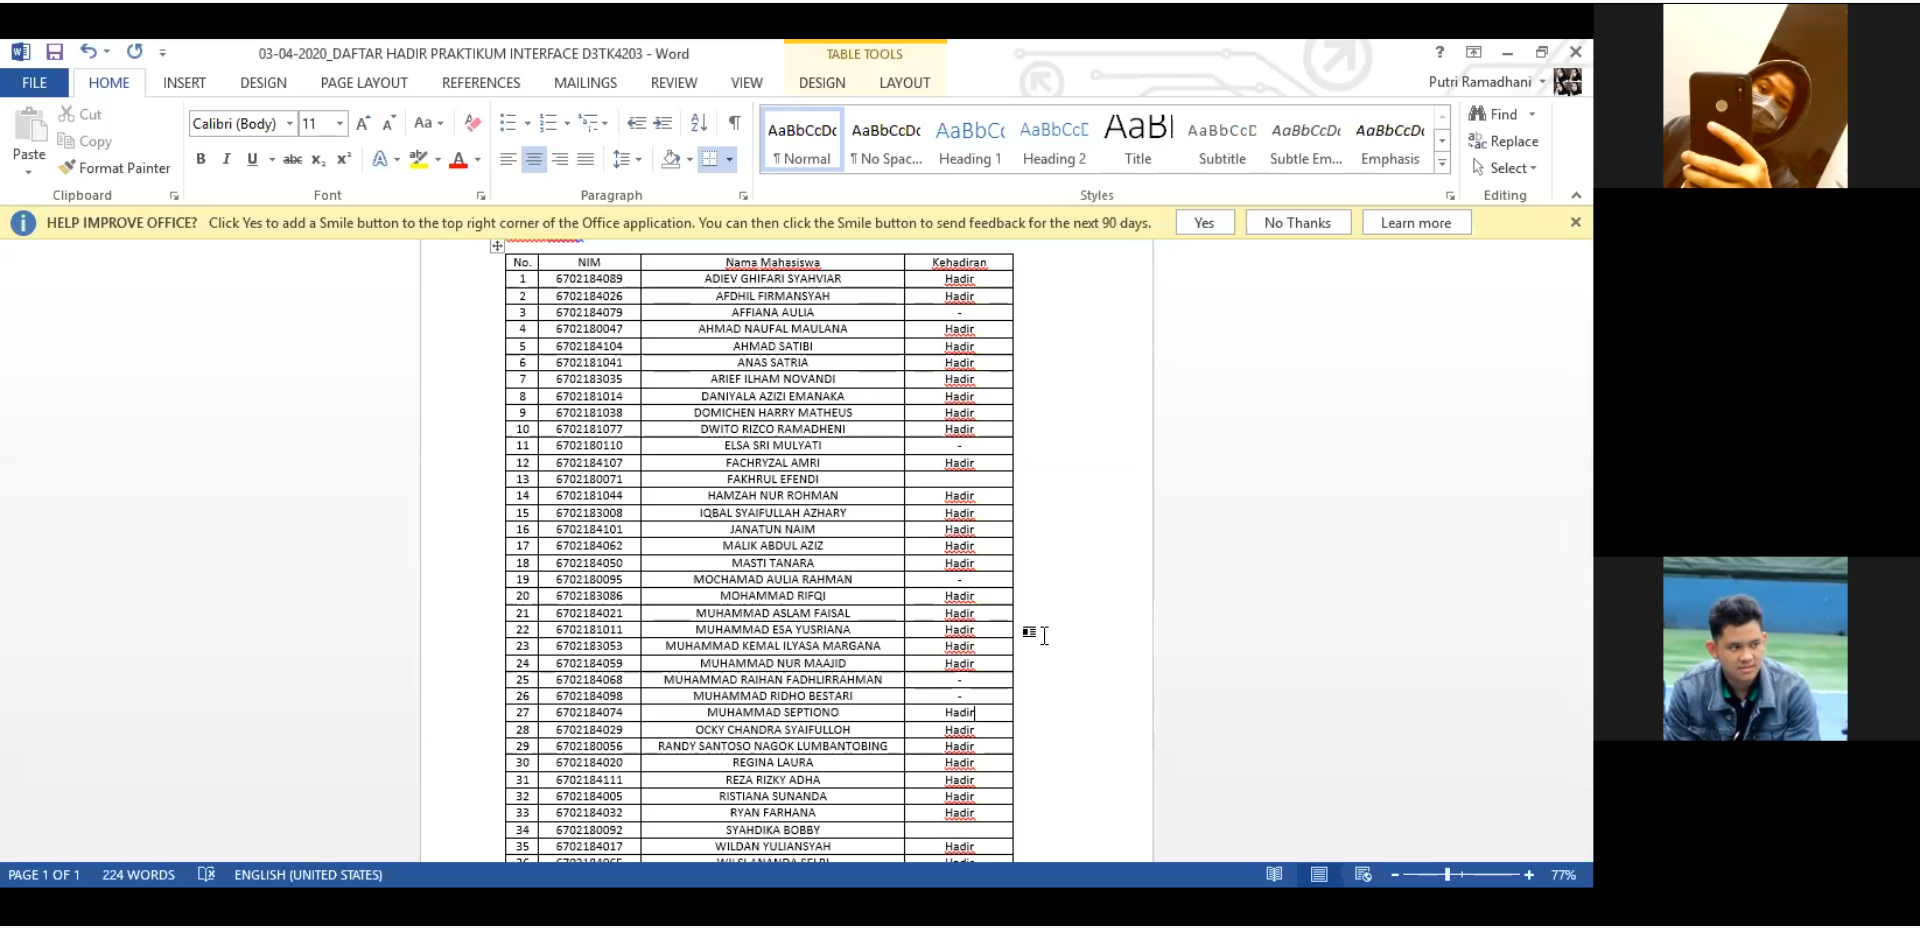 03-04-2020_DAFTAR HADIR PRAKTIKUM INTERFACE D3TK4203 - Word
TABLE TOOLS
?
FILE HOME INSERT DESIGN PAGE LAYOUT REFERENCES MAILINGS REVIEW VIEW DESIGN LAYOUT Putri Ramadhani
Paste
Cut
Copy
Format Painter
Calibri (Body) 11
Aa
B I U abc x₂ x²
AaBbCcDc AaBbCcDc AaBbCc AaBbCcD AaBl AaBbCcD AaBbCcDc AaBbCcDc
¶ Normal ¶ No Spac... Heading 1 Heading 2 Title Subtitle Subtle Em... Emphasis
Find
Replace
Select
Clipboard Font Paragraph Styles Editing
HELP IMPROVE OFFICE? Click Yes to add a Smile button to the top right corner of the Office application. You can then click the Smile button to send feedback for the next 90 days. Yes No Thanks Learn more
No. NIM Nama Mahasiswa Kehadiran
1 6702184089 ADIEV GHIFARI SYAHVIAR Hadir
2 6702184026 AFDHIL FIRMANSYAH Hadir
3 6702184079 AFFIANA AULIA -
4 6702180047 AHMAD NAUFAL MAULANA Hadir
5 6702184104 AHMAD SATIBI Hadir
6 6702181041 ANAS SATRIA Hadir
7 6702183035 ARIEF ILHAM NOVANDI Hadir
8 6702181014 DANIYALA AZIZI EMANAKA Hadir
9 6702181038 DOMICHEN HARRY MATHEUS Hadir
10 6702181077 DWITO RIZCO RAMADHENI Hadir
11 6702180110 ELSA SRI MULYATI -
12 6702184107 FACHRYZAL AMRI Hadir
13 6702180071 FAKHRUL EFENDI
14 6702181044 HAMZAH NUR ROHMAN Hadir
15 6702183008 IQBAL SYAIFULLAH AZHARY Hadir
16 6702184101 JANATUN NAIM Hadir
17 6702184062 MALIK ABDUL AZIZ Hadir
18 6702184050 MASTI TANARA Hadir
19 6702180095 MOCHAMAD AULIA RAHMAN -
20 6702183086 MOHAMMAD RIFQI Hadir
21 6702184021 MUHAMMAD ASLAM FAISAL Hadir
22 6702181011 MUHAMMAD ESA YUSRIANA Hadir
23 6702183053 MUHAMMAD KEMAL ILYASA MARGANA Hadir
24 6702184059 MUHAMMAD NUR MAAJID Hadir
25 6702184068 MUHAMMAD RAIHAN FADHLIRRAHMAN -
26 6702184098 MUHAMMAD RIDHO BESTARI -
27 6702184074 MUHAMMAD SEPTIONO Hadir
28 6702184029 OCKY CHANDRA SYAIFULLOH Hadir
29 6702180056 RANDY SANTOSO NAGOK LUMBANTOBING Hadir
30 6702184020 REGINA LAURA Hadir
31 6702184111 REZA RIZKY ADHA Hadir
32 6702184005 RISTIANA SUNANDA Hadir
33 6702184032 RYAN FARHANA Hadir
34 6702180092 SYAHDIKA BOBBY
35 6702184017 WILDAN YULIANSYAH Hadir
PAGE 1 OF 1 224 WORDS ENGLISH (UNITED STATES) 77%